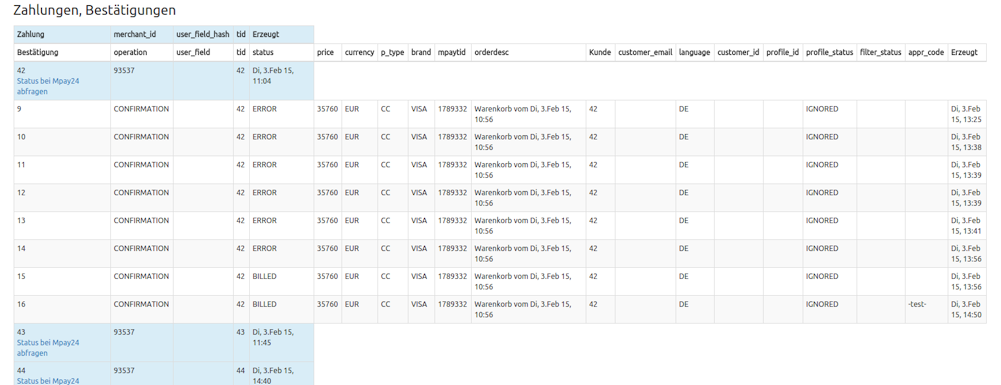 Zahlungen, Bestätigungen
Zahlung merchant_id user_field_hash tid Erzeugt
Bestätigung operation user_field tid status price currency p_type brand mpaytid orderdesc Kunde customer_email language customer_id profile_id profile_status filter_status appr_code Erzeugt
42 93537 42 Di, 3.Feb 15,
Status bei Mpay24 11:04
abfragen
9 CONFIRMATION 42 ERROR 35760 EUR CC VISA 1789332 Warenkorb vom Di, 3.Feb 15, 42 DE IGNORED Di, 3.Feb
10:56 15, 13:25
10 CONFIRMATION 42 ERROR 35760 EUR CC VISA 1789332 Warenkorb vom Di, 3.Feb 15, 42 DE IGNORED Di, 3.Feb
10:56 15, 13:38
11 CONFIRMATION 42 ERROR 35760 EUR CC VISA 1789332 Warenkorb vom Di, 3.Feb 15, 42 DE IGNORED Di, 3.Feb
10:56 15, 13:39
12 CONFIRMATION 42 ERROR 35760 EUR CC VISA 1789332 Warenkorb vom Di, 3.Feb 15, 42 DE IGNORED Di, 3.Feb
10:56 15, 13:39
13 CONFIRMATION 42 ERROR 35760 EUR CC VISA 1789332 Warenkorb vom Di, 3.Feb 15, 42 DE IGNORED Di, 3.Feb
10:56 15, 13:41
14 CONFIRMATION 42 ERROR 35760 EUR CC VISA 1789332 Warenkorb vom Di, 3.Feb 15, 42 DE IGNORED Di, 3.Feb
10:56 15, 13:56
15 CONFIRMATION 42 BILLED 35760 EUR CC VISA 1789332 Warenkorb vom Di, 3.Feb 15, 42 DE IGNORED Di, 3.Feb
10:56 15, 13:56
16 CONFIRMATION 42 BILLED 35760 EUR CC VISA 1789332 Warenkorb vom Di, 3.Feb 15, 42 DE IGNORED -test- Di, 3.Feb
10:56 15, 14:50
43 93537 43 Di, 3.Feb 15,
Status bei Mpay24 11:45
abfragen
44 93537 44 Di, 3.Feb 15,
Status bei Mpay24 14:40